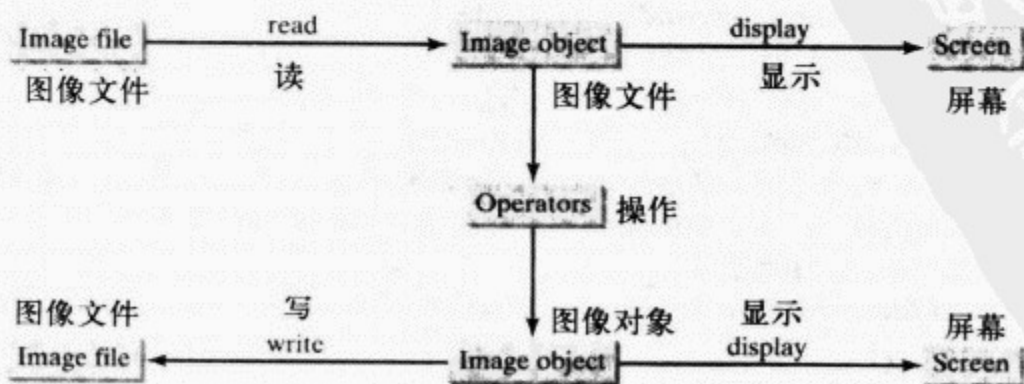 Image file
read
读
图像文件
Image object
图像文件
display
显示
Screen
屏幕
Operators
操作
图像文件
Image file
写
write
图像对象
Image object
显示
display
屏幕
Screen